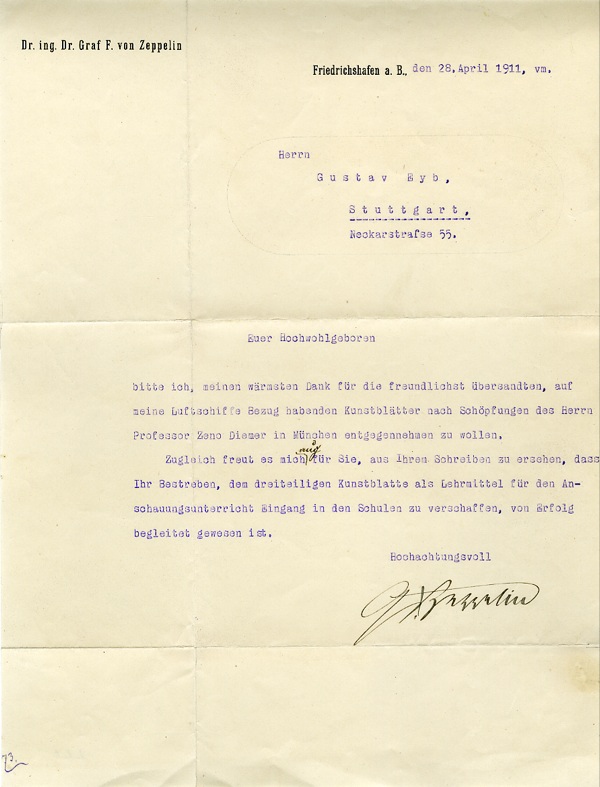 Dr. ing. Dr. Graf F. von Zeppelin
Friedrichshafen a. B., den 28. April 1911, vm.
Herrn
Gustav Eyb,
Stuttgart,
Neckarstrafse 55.
Euer Hochwohlgeboren
bitte ich, meinen wärmsten Dank für die freundlichst übersandten, auf
meine Luftschiffe Bezug habenden Kunstblätter nach Schöpfungen des Herrn
Professor Zeno Diemer in München entgegennehmen zu wollen.
Zugleich freut es mich für Sie, aus Ihrem Schreiben zu ersehen, dass
Ihr Bestreben, dem dreiteiligen Kunstblatte als Lehrmittel für den An-
schauungsunterricht Eingang in den Schulen zu verschaffen, von Erfolg
begleitet gewesen ist.
Hochachtungsvoll
Zeppelin
73.